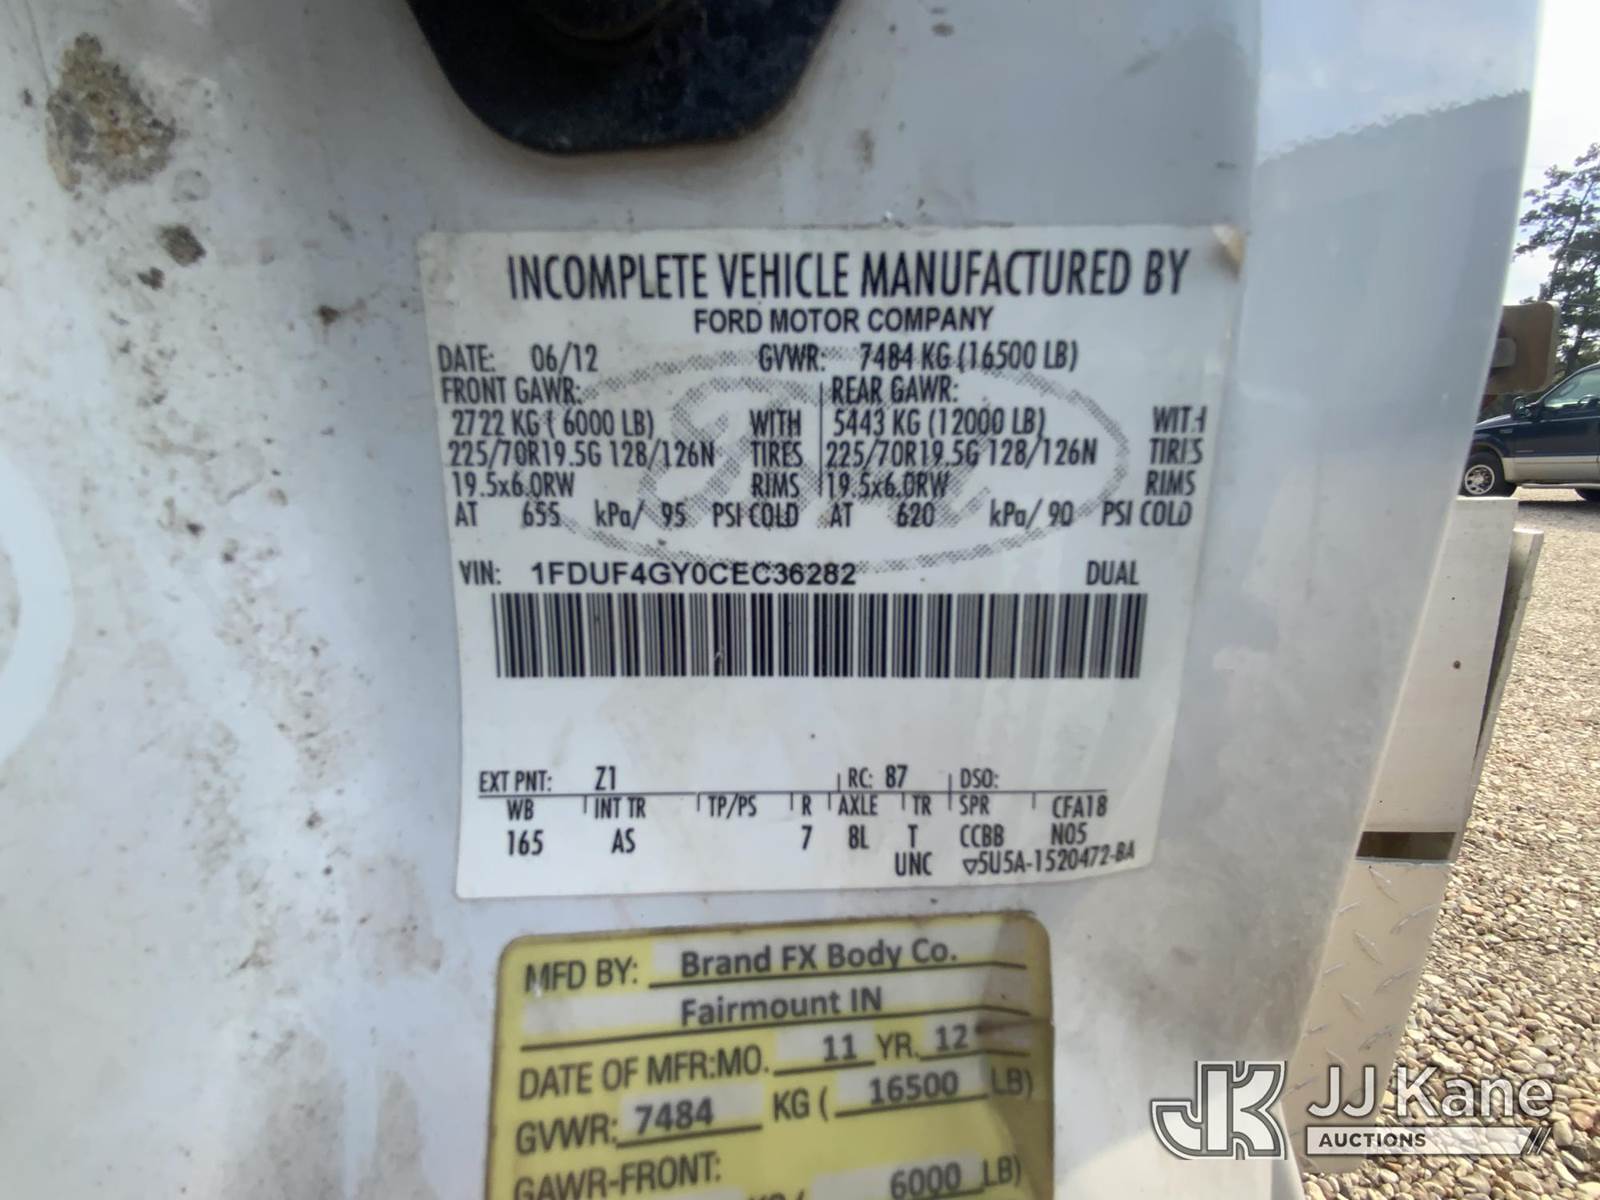 INCOMPLETE VEHICLE MANUFACTURED BY
FORD MOTOR COMPANY
DATE: 06/12 GVWR: 7484 KG (16500 LB)
FRONT GAWR: REAR GAWR:
2722 KG ( 6000 LB) WITH 5443 KG (12000 LB) WITH
225/70R19.5G 128/126N TIRES 225/70R19.5G 128/126N TIRES
19.5x6.0RW RIMS 19.5x6.0RW RIMS
AT 655 kPa/ 95 PSI COLD AT 620 kPa/ 90 PSI COLD
VIN: 1FDUF4GY0CEC36282 DUAL
EXT PNT: Z1 RC: 87 DSO:
WB INT TR TP/PS R AXLE TR SPR CFA18
165 AS 7 8L T CCBB N05
UNC ▽5U5A-1520472-BA
MFD BY: Brand FX Body Co.
Fairmount IN
DATE OF MFR:MO. 11 YR. 12
GVWR: 7484 KG ( 16500 LB)
GAWR-FRONT:
KG ( 6000 LB)
JK JJ Kane
AUCTIONS